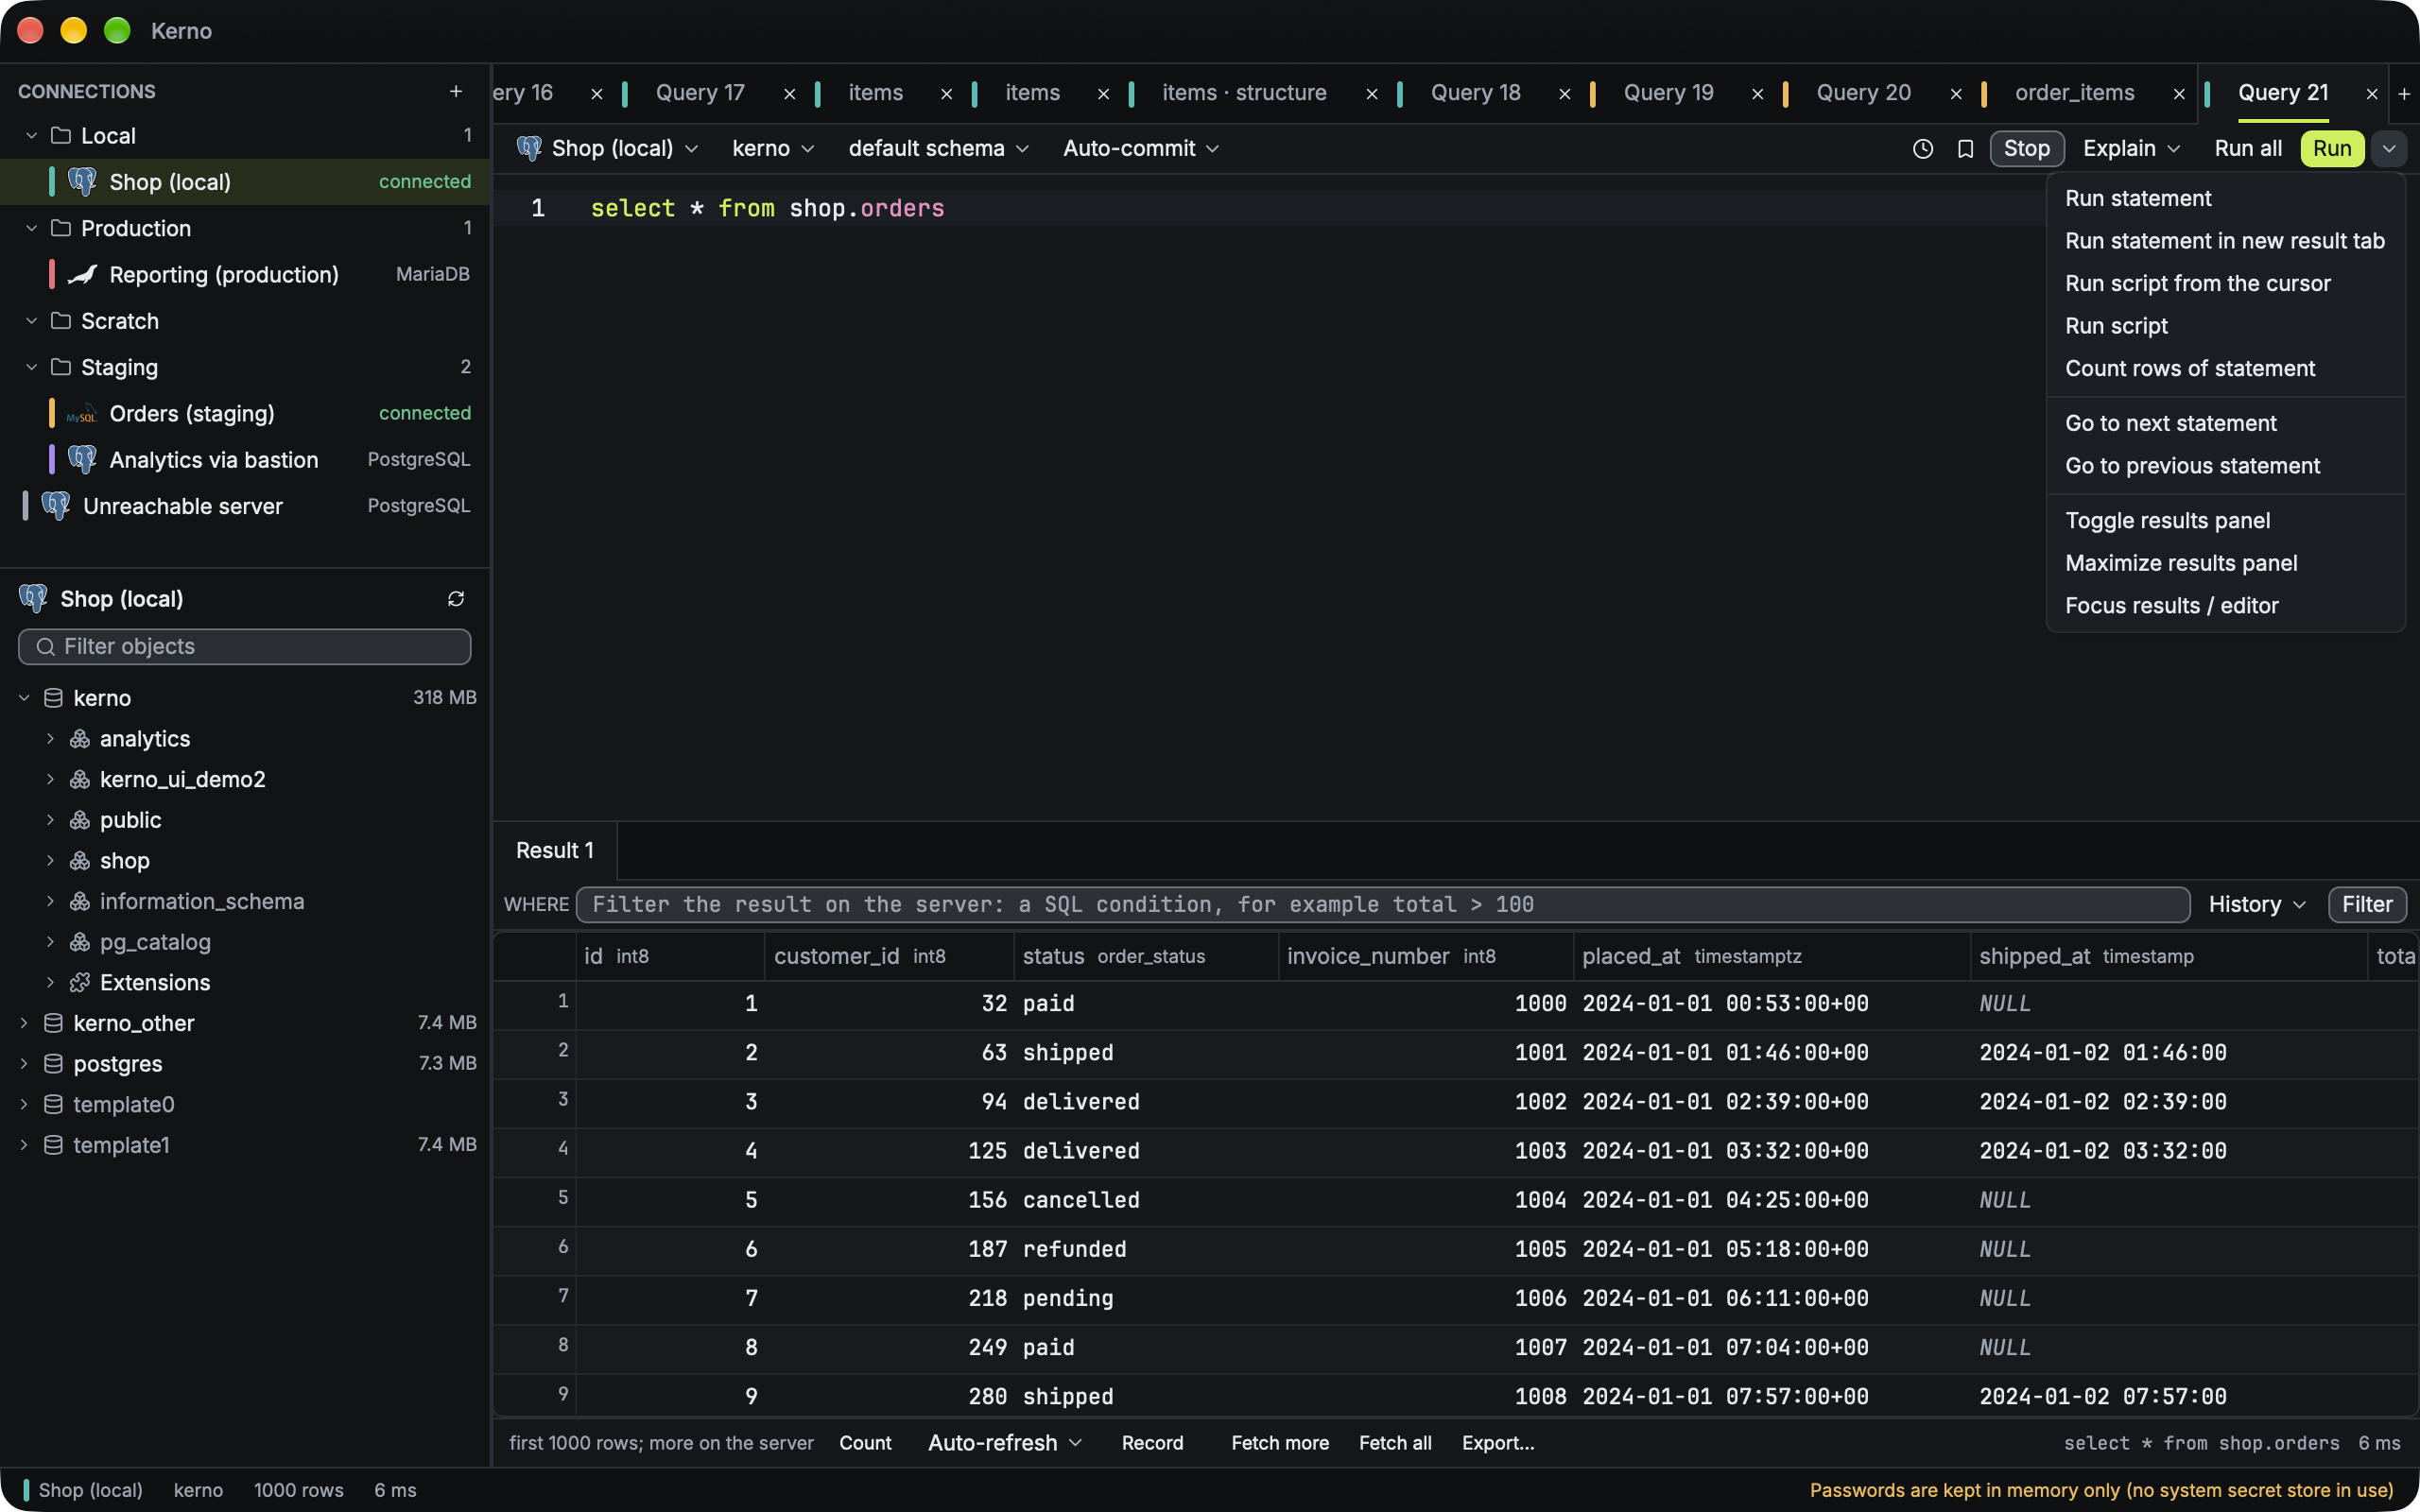 Kerno
CONNECTIONS +
Local 1
Shop (local) connected
Production 1
Reporting (production) MariaDB
Scratch
Staging 2
MySQL Orders (staging) connected
Analytics via bastion PostgreSQL
Unreachable server PostgreSQL
Shop (local)
Filter objects
kerno 318 MB
analytics
kerno_ui_demo2
public
shop
information_schema
pg_catalog
Extensions
kerno_other 7.4 MB
postgres 7.3 MB
template0
template1 7.4 MB
ery 16 × Query 17 × items × items × items · structure × Query 18 × Query 19 × Query 20 × order_items × Query 21 × +
Shop (local) kerno default schema Auto-commit Stop Explain Run all Run
1 select * from shop.orders
Run statement
Run statement in new result tab
Run script from the cursor
Run script
Count rows of statement
Go to next statement
Go to previous statement
Toggle results panel
Maximize results panel
Focus results / editor
Result 1
WHERE Filter the result on the server: a SQL condition, for example total > 100 History Filter
id int8 customer_id int8 status order_status invoice_number int8 placed_at timestamptz shipped_at timestamp tota
1 1 32 paid 1000 2024-01-01 00:53:00+00 NULL
2 2 63 shipped 1001 2024-01-01 01:46:00+00 2024-01-02 01:46:00
3 3 94 delivered 1002 2024-01-01 02:39:00+00 2024-01-02 02:39:00
4 4 125 delivered 1003 2024-01-01 03:32:00+00 2024-01-02 03:32:00
5 5 156 cancelled 1004 2024-01-01 04:25:00+00 NULL
6 6 187 refunded 1005 2024-01-01 05:18:00+00 NULL
7 7 218 pending 1006 2024-01-01 06:11:00+00 NULL
8 8 249 paid 1007 2024-01-01 07:04:00+00 NULL
9 9 280 shipped 1008 2024-01-01 07:57:00+00 2024-01-02 07:57:00
first 1000 rows; more on the server Count Auto-refresh Record Fetch more Fetch all Export... select * from shop.orders 6 ms
Shop (local) kerno 1000 rows 6 ms Passwords are kept in memory only (no system secret store in use)